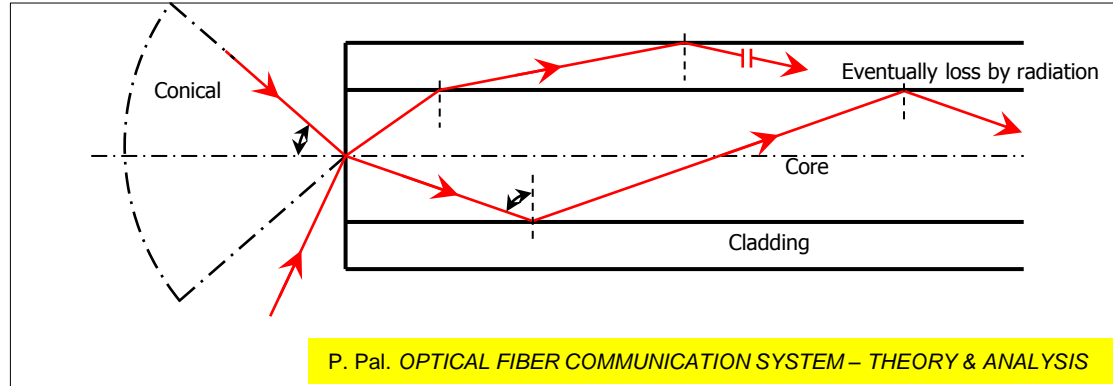 Conical
Eventually loss by radiation
Core
Cladding
P. Pal. OPTICAL FIBER COMMUNICATION SYSTEM – THEORY & ANALYSIS